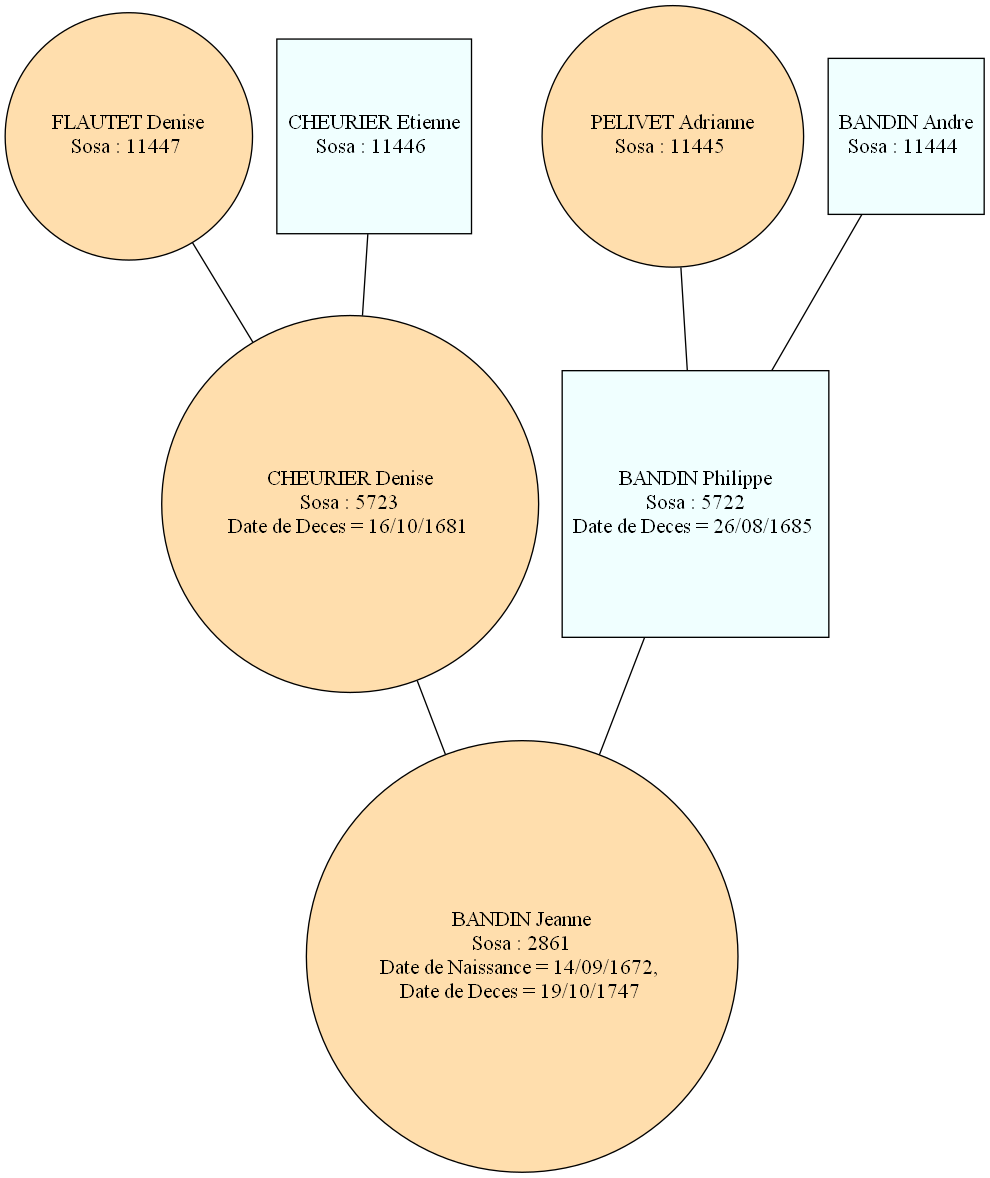 FLAUTET Denise
Sosa : 11447
CHEURIER Etienne
Sosa : 11446
PELIVET Adrianne
Sosa : 11445
BANDIN Andre
Sosa : 11444
CHEURIER Denise
Sosa : 5723
Date de Deces = 16/10/1681
BANDIN Philippe
Sosa : 5722
Date de Deces = 26/08/1685
BANDIN Jeanne
Sosa : 2861
Date de Naissance = 14/09/1672,
Date de Deces = 19/10/1747